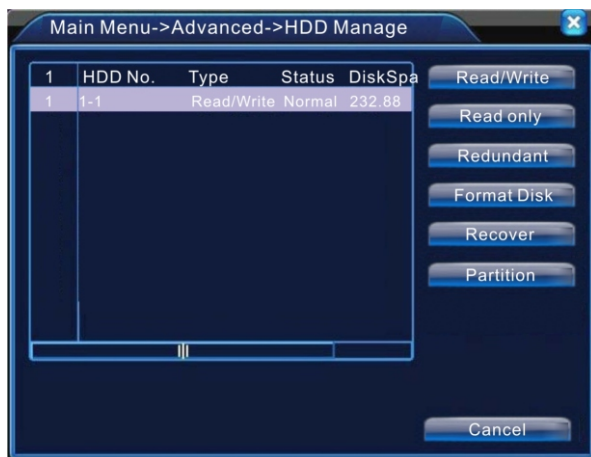 Main Menu->Advanced->HDD Manage
1 HDD No. Type Status DiskSpa
1 1-1 Read/Write Normal 232.88
Read/Write
Read only
Redundant
Format Disk
Recover
Partition
Cancel